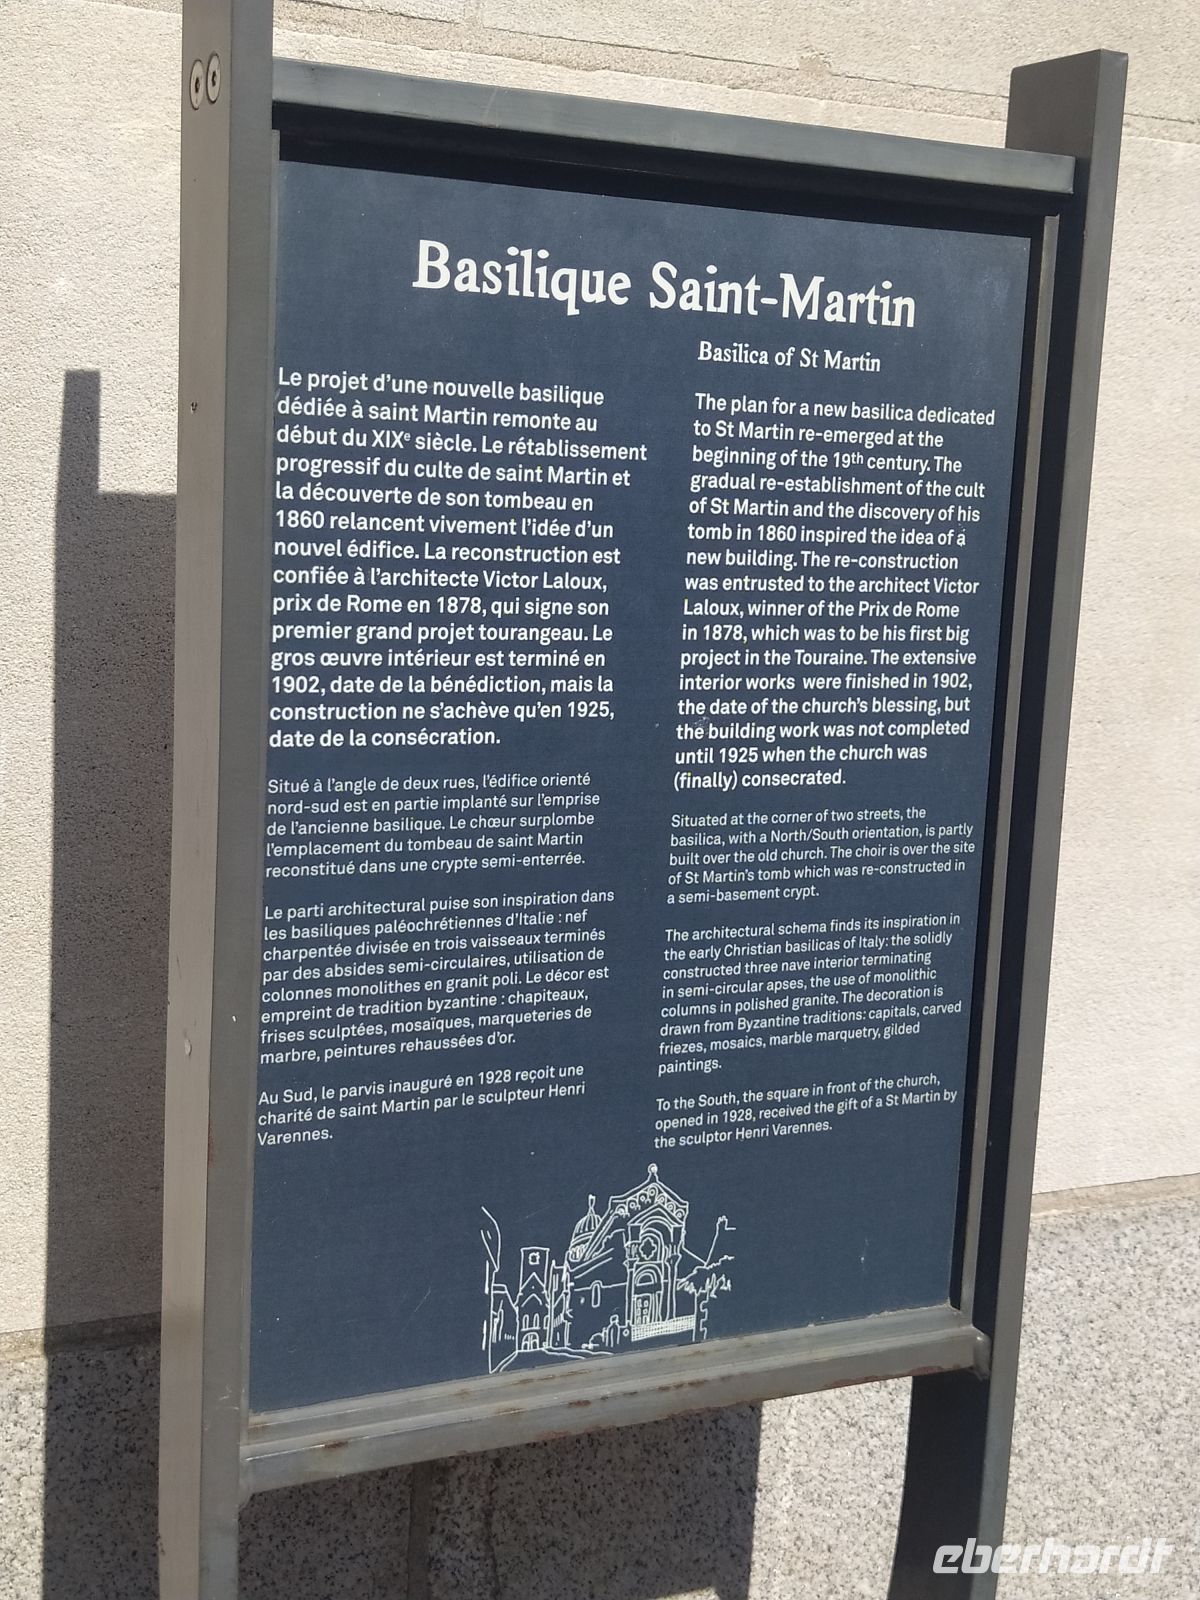 Basilique Saint-Martin
Basilica of St Martin
Le projet d'une nouvelle basilique
dédiée à saint Martin remonte au
début du XIXe siècle. Le rétablissement
progressif du culte de saint Martin et
la découverte de son tombeau en
1860 relancent vivement l'idée d'un
nouvel édifice. La reconstruction est
confiée à l'architecte Victor Laloux,
prix de Rome en 1878, qui signe son
premier grand projet tourangeau. Le
gros œuvre intérieur est terminé en
1902, date de la bénédiction, mais la
construction ne s'achève qu'en 1925,
date de la consécration.
Situé à l'angle de deux rues, l'édifice orienté
nord-sud est en partie implanté sur l'emprise
de l'ancienne basilique. Le chœur surplombe
l'emplacement du tombeau de saint Martin
reconstitué dans une crypte semi-enterrée.
Le parti architectural puise son inspiration dans
les basiliques paléochrétiennes d'Italie : nef
charpentée divisée en trois vaisseaux terminés
par des absides semi-circulaires, utilisation de
colonnes monolithes en granit poli. Le décor est
empreint de tradition byzantine : chapiteaux,
frises sculptées, mosaïques, marqueteries de
marbre, peintures rehaussées d'or.
Au Sud, le parvis inauguré en 1928 reçoit une
charité de saint Martin par le sculpteur Henri
Varennes.
The plan for a new basilica dedicated
to St Martin re-emerged at the
beginning of the 19th century. The
gradual re-establishment of the cult
of St Martin and the discovery of his
tomb in 1860 inspired the idea of a
new building. The re-construction
was entrusted to the architect Victor
Laloux, winner of the Prix de Rome
in 1878, which was to be his first big
project in the Touraine. The extensive
interior works were finished in 1902,
the date of the church's blessing, but
the building work was not completed
until 1925 when the church was
(finally) consecrated.
Situated at the corner of two streets, the
basilica, with a North/South orientation, is partly
built over the old church. The choir is over the site
of St Martin's tomb which was re-constructed in
a semi-basement crypt.
The architectural schema finds its inspiration in
the early Christian basilicas of Italy: the solidly
constructed three nave interior terminating
in semi-circular apses, the use of monolithic
columns in polished granite. The decoration is
drawn from Byzantine traditions: capitals, carved
friezes, mosaics, marble marquetry, gilded
paintings.
To the South, the square in front of the church,
opened in 1928, received the gift of a St Martin by
the sculptor Henri Varennes.
eberhardt